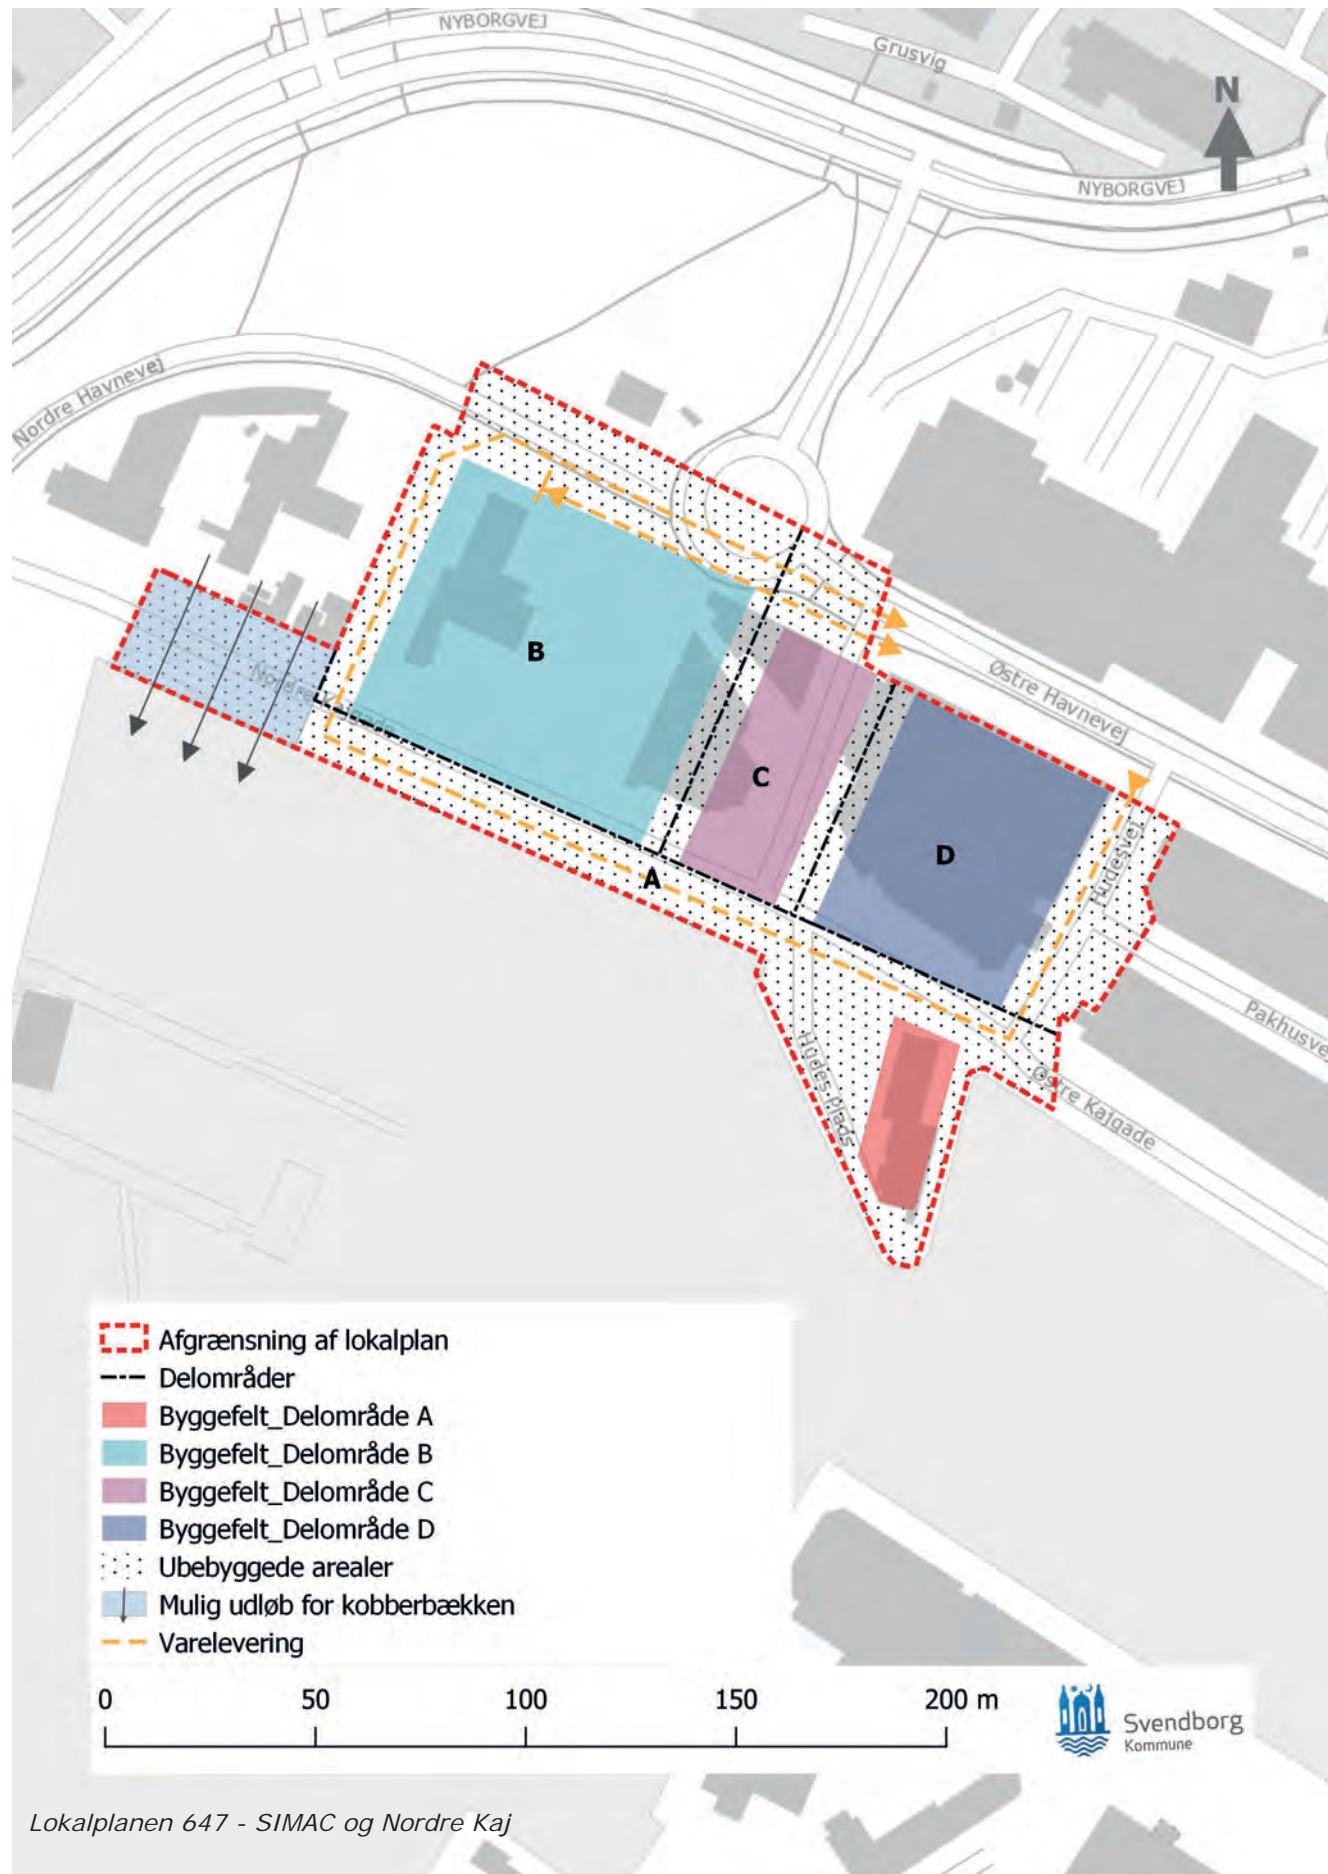 NYBORGVEJ
Grusvig
N
NYBORGVEJ
Nordre Havnevej
B
Østre Havnevej
C
D
A
Hudesvej
Pakhusve
Hudes Plads
Østre Kajgade
Afgrænsning af lokalplan
Delområder
Byggefelt_Delområde A
Byggefelt_Delområde B
Byggefelt_Delområde C
Byggefelt_Delområde D
Ubebyggede arealer
Mulig udløb for kobberbækken
Varelevering
0 50 100 150 200 m
Svendborg
Kommune
Lokalplanen 647 - SIMAC og Nordre Kaj